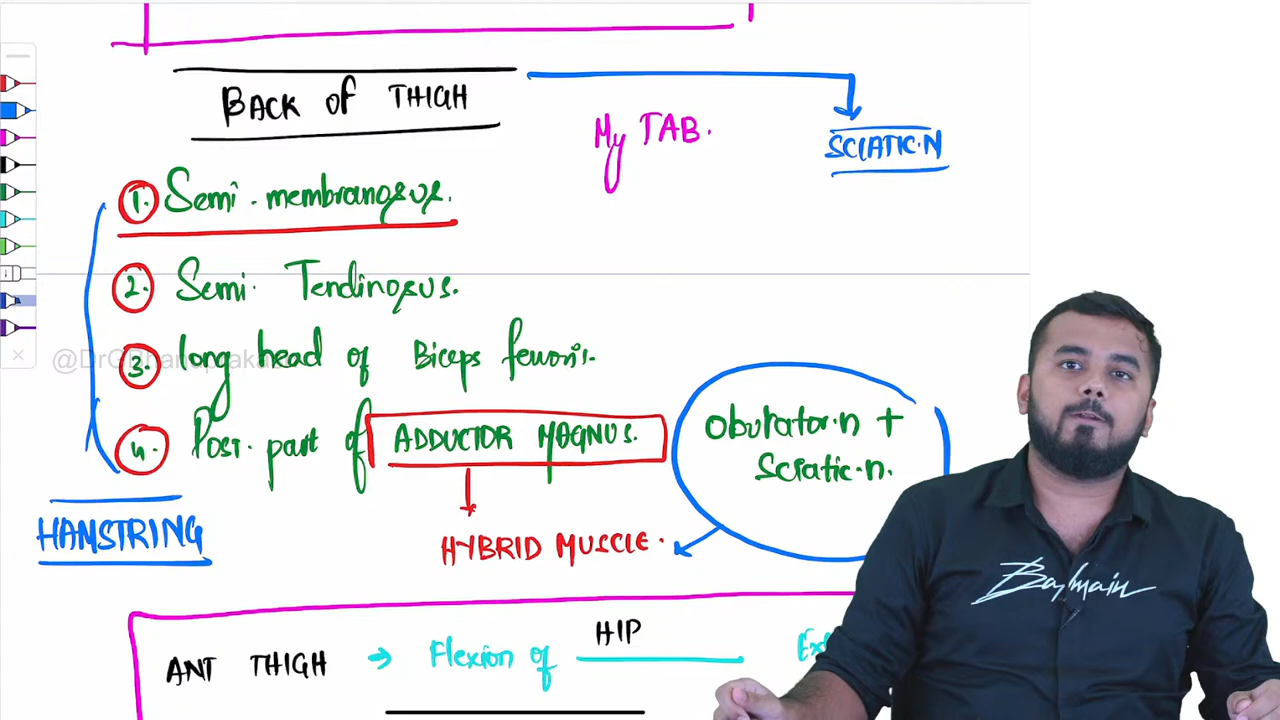 BACK of THIGH
My TAB.
SCIATIC.N
1. Semi-membranosus.
2. Semi. Tendinosus.
3. long head of Biceps femoris.
4. Post. part of ADDUCTOR MAGNUS.
Obturator.n +
Sciatic.n.
HAMSTRING
HYBRID MUSCLE.
Balmain
ANT THIGH → Flexion of HIP